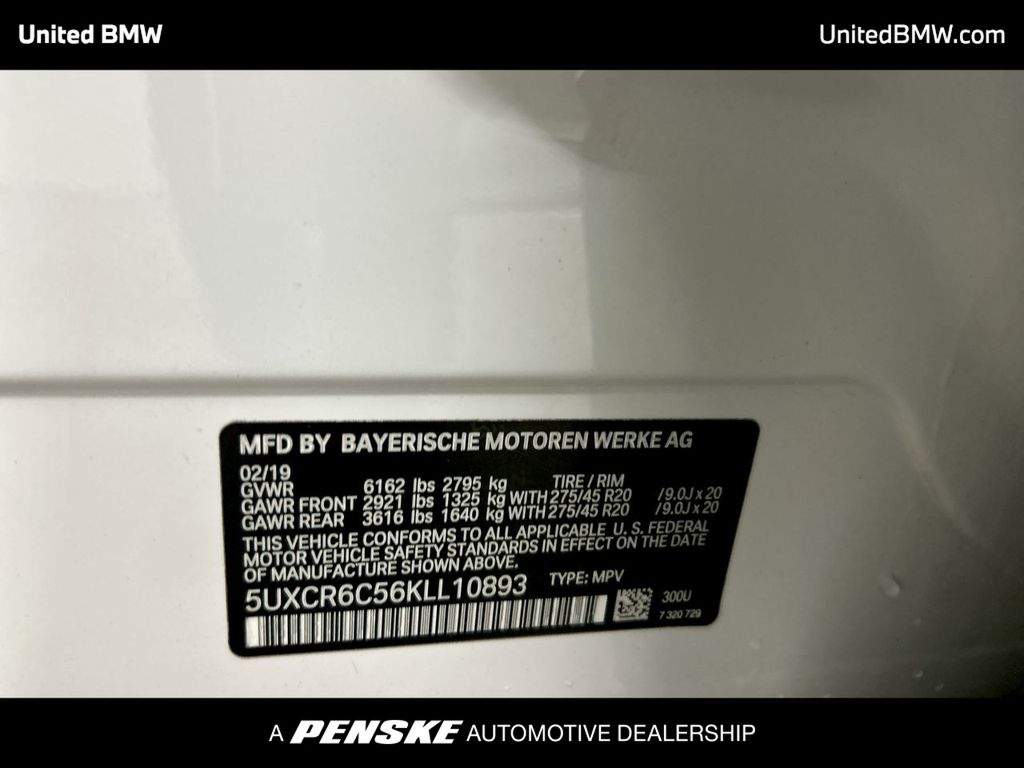 United BMW
UnitedBMW.com
MFD BY BAYERISCHE MOTOREN WERKE AG
02/19
GVWR 6162 lbs 2795 kg TIRE / RIM
GAWR FRONT 2921 lbs 1325 kg WITH 275/45 R20 /9.0J x 20
GAWR REAR 3616 lbs 1640 kg WITH 275/45 R20 /9.0J x 20
THIS VEHICLE CONFORMS TO ALL APPLICABLE U. S. FEDERAL
MOTOR VEHICLE SAFETY STANDARDS IN EFFECT ON THE DATE
OF MANUFACTURE SHOWN ABOVE.
5UXCR6C56KLL10893 TYPE: MPV
300U
7 320 729
A PENSKE AUTOMOTIVE DEALERSHIP